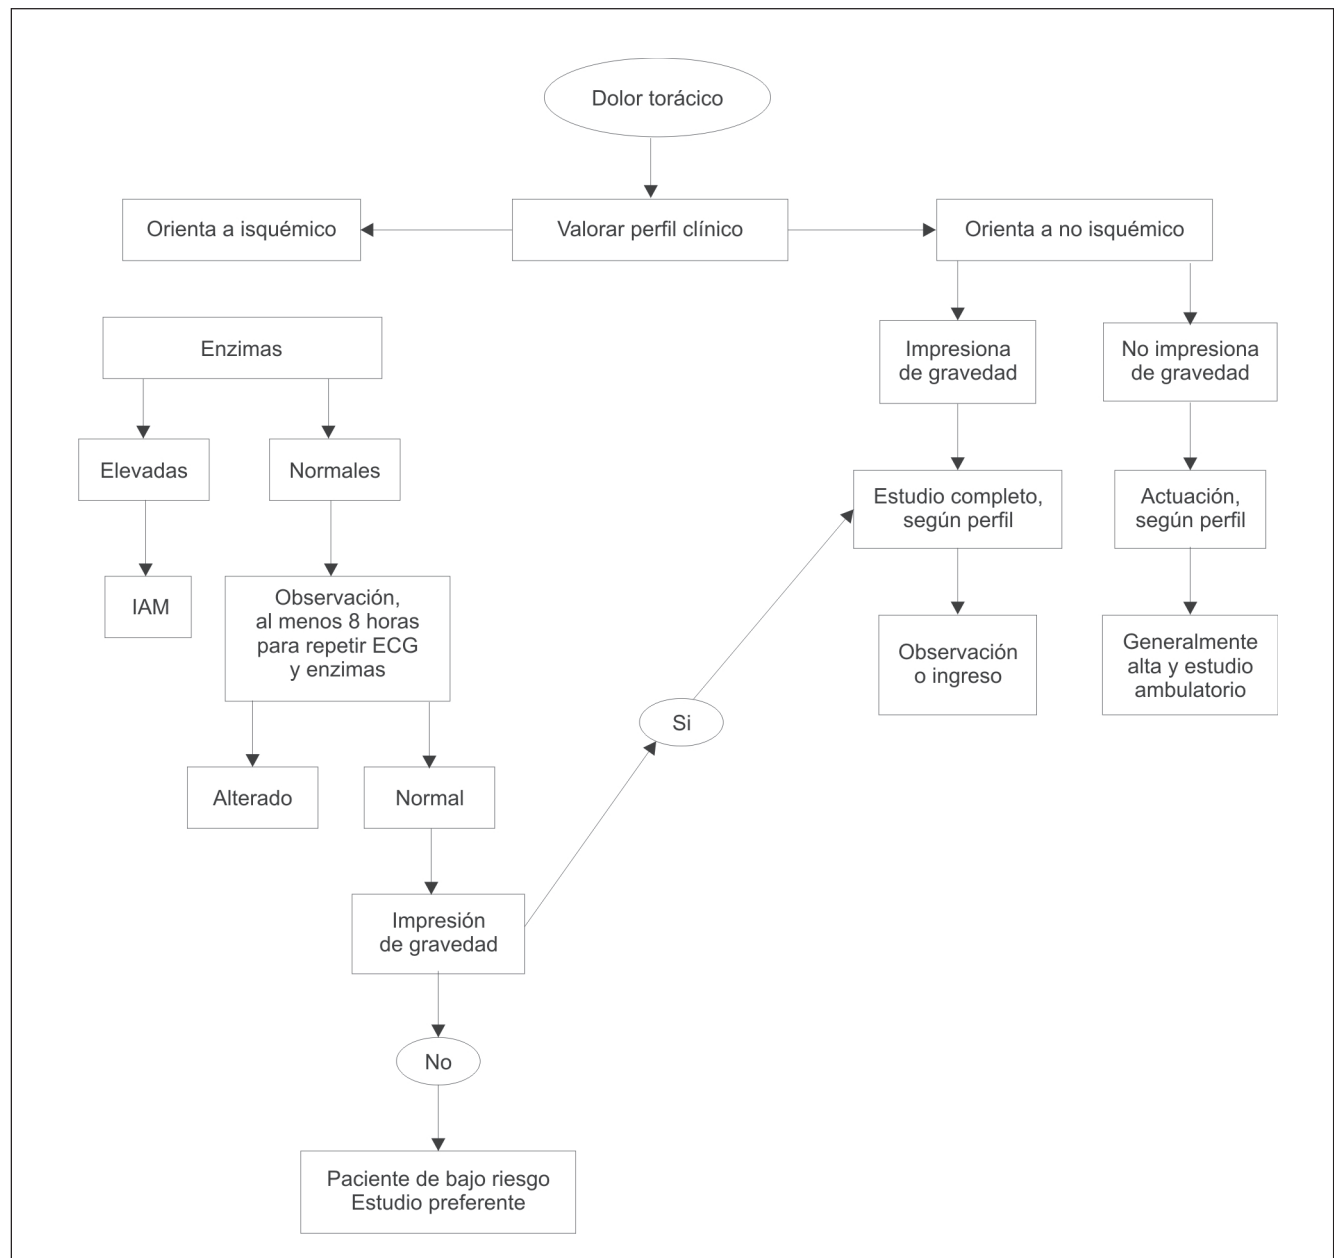 Dolor torácico
Orienta a isquémico
Valorar perfil clínico
Orienta a no isquémico
Enzimas
Impresiona
de gravedad
No impresiona
de gravedad
Elevadas
Normales
Estudio completo,
según perfil
Actuación,
según perfil
IAM
Observación,
al menos 8 horas
para repetir ECG
y enzimas
Observación
o ingreso
Generalmente
alta y estudio
ambulatorio
Si
Alterado
Normal
Impresión
de gravedad
No
Paciente de bajo riesgo
Estudio preferente